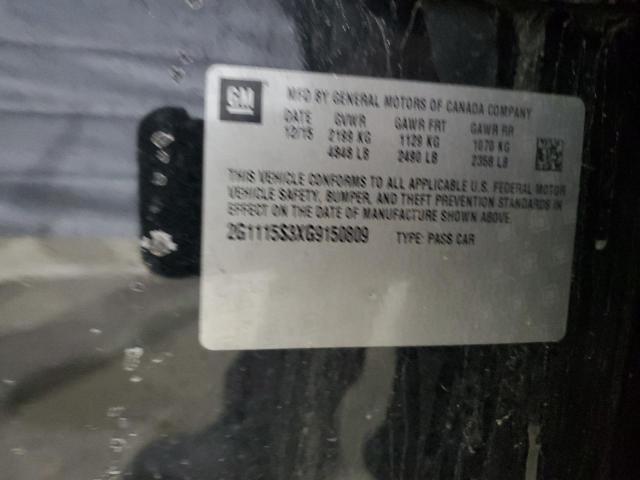 GM
MFD BY GENERAL MOTORS OF CANADA COMPANY
DATE GVWR GAWR FRT GAWR RR
12/15 2199 KG 1129 KG 1070 KG
4848 LB 2490 LB 2358 LB
THIS VEHICLE CONFORMS TO ALL APPLICABLE U.S. FEDERAL MOTOR
VEHICLE SAFETY, BUMPER, AND THEFT PREVENTION STANDARDS IN
EFFECT ON THE DATE OF MANUFACTURE SHOWN ABOVE.
2G1115S3XG9150809 TYPE: PASS CAR